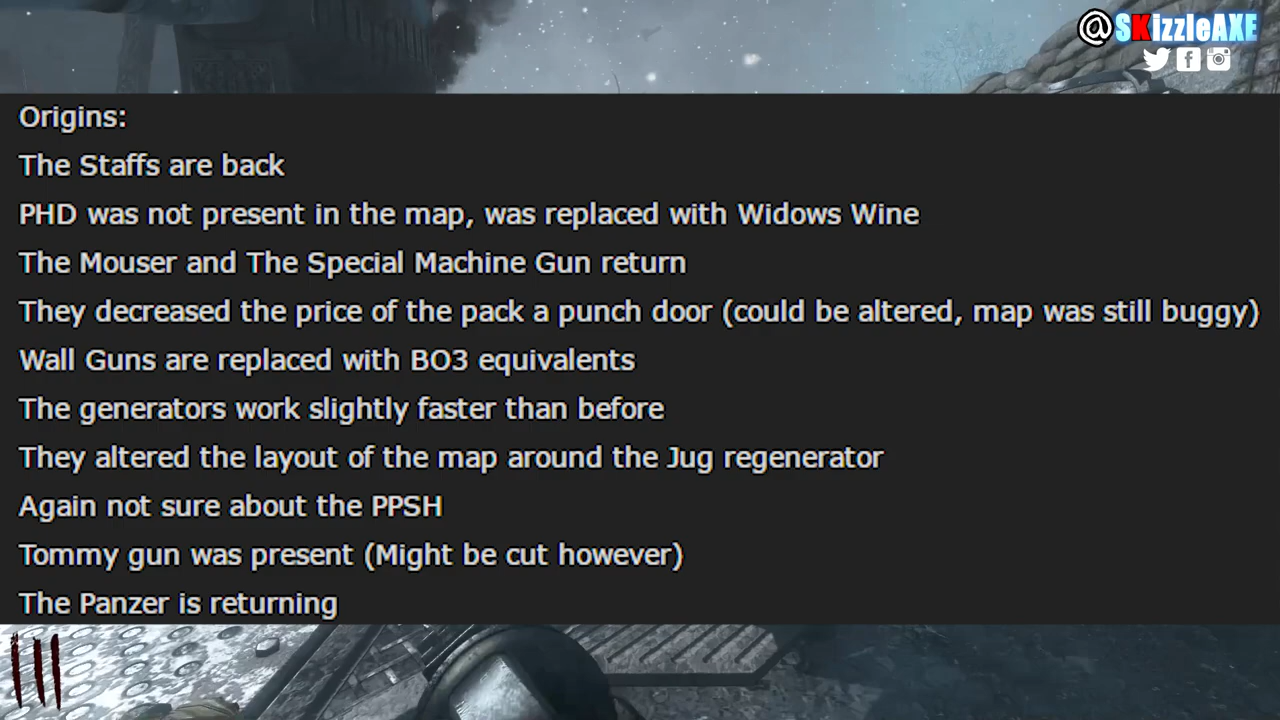 @SKizzleAXE
Origins:
The Staffs are back
PHD was not present in the map, was replaced with Widows Wine
The Mouser and The Special Machine Gun return
They decreased the price of the pack a punch door (could be altered, map was still buggy)
Wall Guns are replaced with BO3 equivalents
The generators work slightly faster than before
They altered the layout of the map around the Jug regenerator
Again not sure about the PPSH
Tommy gun was present (Might be cut however)
The Panzer is returning
III